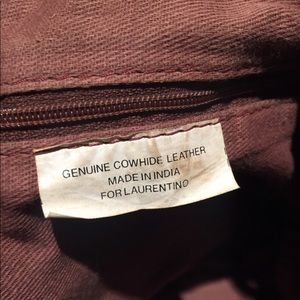 GENUINE COWHIDE LEATHER
MADE IN INDIA
FOR LAURENTINO